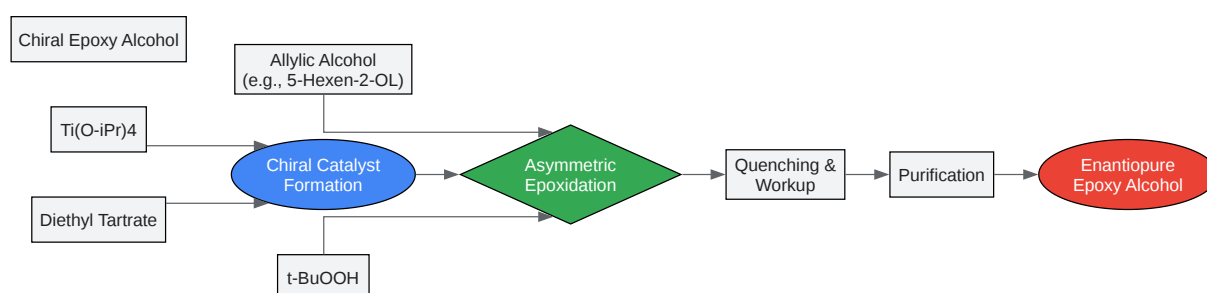 Chiral Epoxy Alcohol
Allylic Alcohol
(e.g., 5-Hexen-2-OL)
Ti(O-iPr)4
Chiral Catalyst
Formation
Asymmetric
Epoxidation
Quenching &
Workup
Purification
Enantiopure
Epoxy Alcohol
Diethyl Tartrate
t-BuOOH